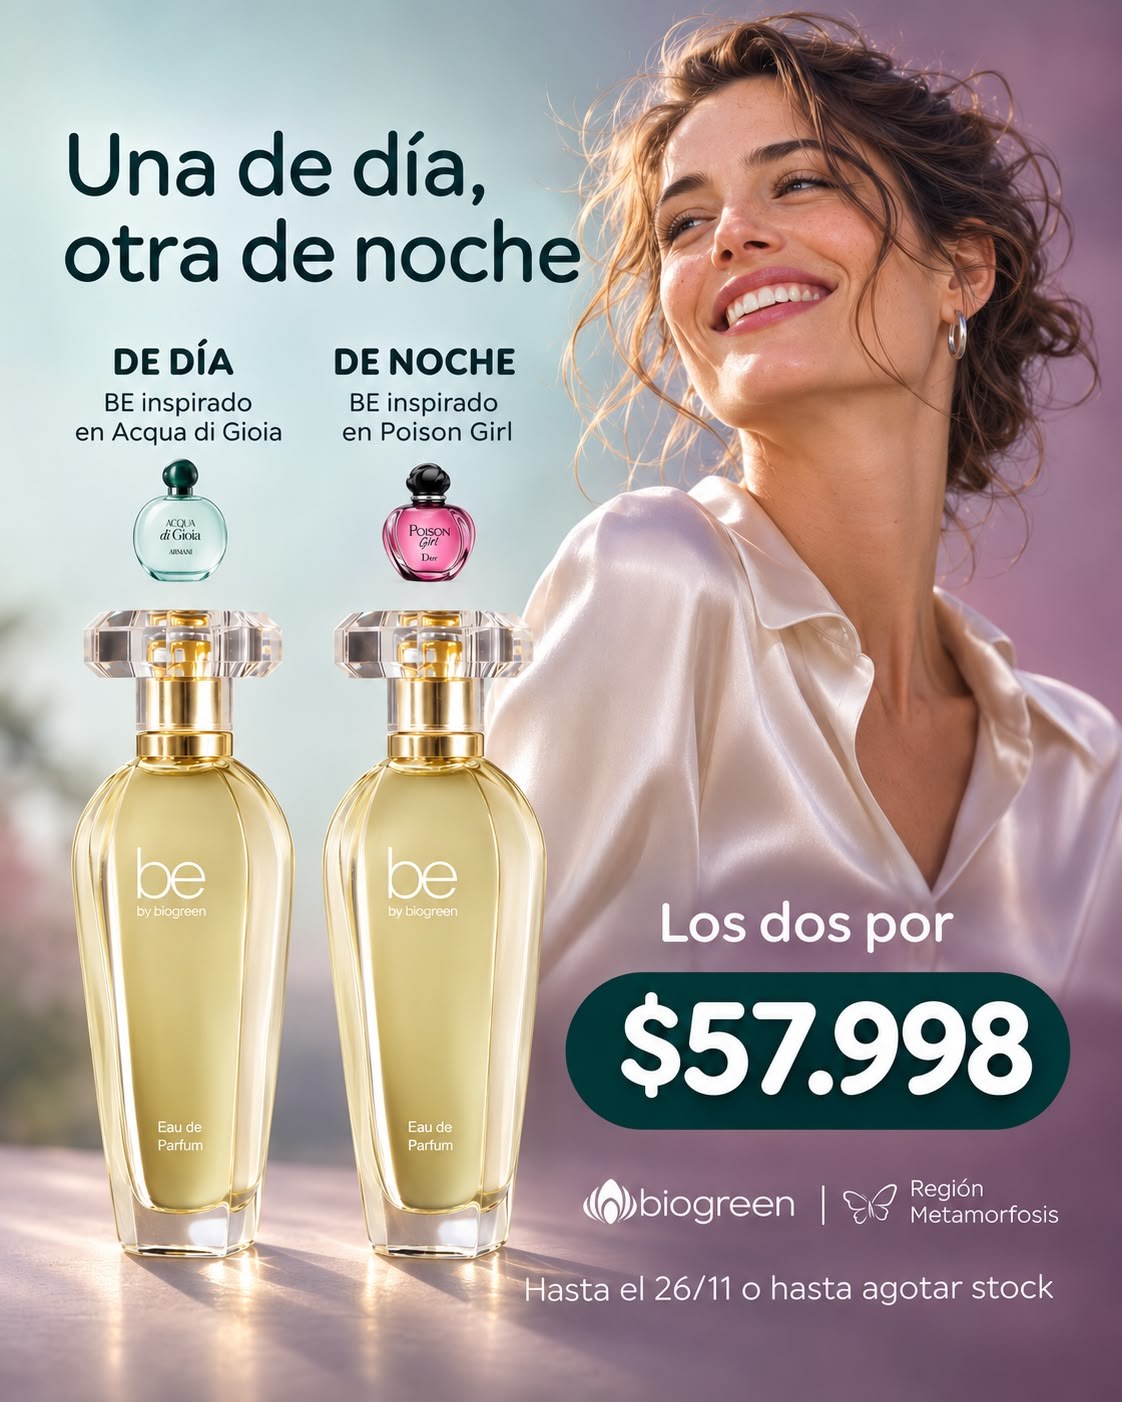 Una de día,
otra de noche
DE DÍA
BE inspirado
en Acqua di Gioia
DE NOCHE
BE inspirado
en Poison Girl
ACQUA
di Gioia
ARMANI
POISON
Girl
Dior
be
by biogreen
Eau de
Parfum
be
by biogreen
Eau de
Parfum
Los dos por
$57.998
biogreen
Región
Metamorfosis
Hasta el 26/11 o hasta agotar stock